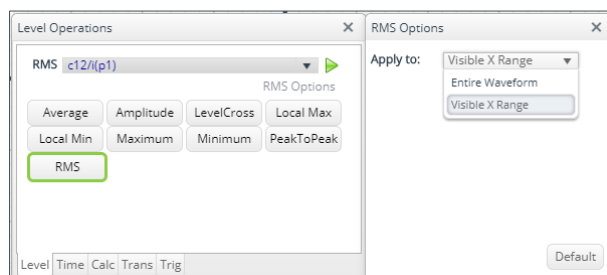 Level Operations
RMS c12/i(p1)
RMS Options
Average Amplitude LevelCross Local Max
Local Min Maximum Minimum PeakToPeak
RMS
Level Time Calc Trans Trig
RMS Options
Apply to: Visible X Range
Entire Waveform
Visible X Range
Default